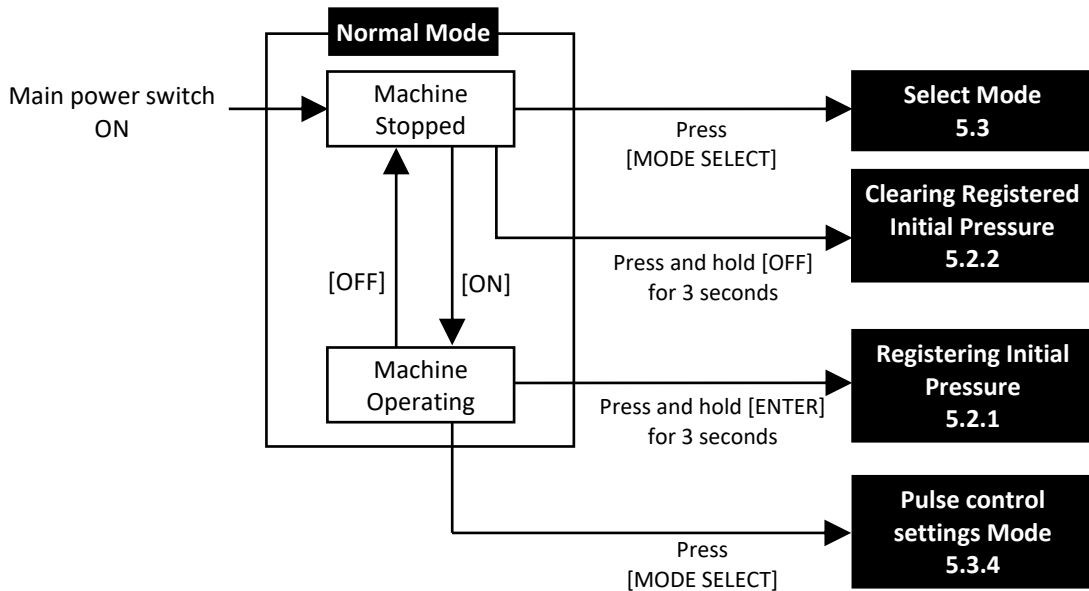 Normal Mode
Main power switch
ON
Machine
Stopped
Press
[MODE SELECT]
Select Mode
5.3
Clearing Registered
Initial Pressure
5.2.2
Press and hold [OFF]
for 3 seconds
[OFF]
[ON]
Machine
Operating
Press and hold [ENTER]
for 3 seconds
Registering Initial
Pressure
5.2.1
Press
[MODE SELECT]
Pulse control
settings Mode
5.3.4